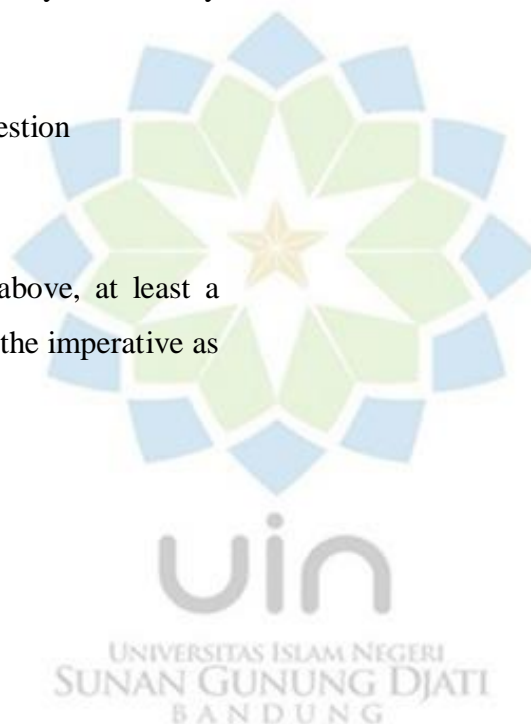 estion
above, at least a
the imperative as
uin
UNIVERSITAS ISLAM NEGERI
SUNAN GUNUNG DJATI
BANDUNG